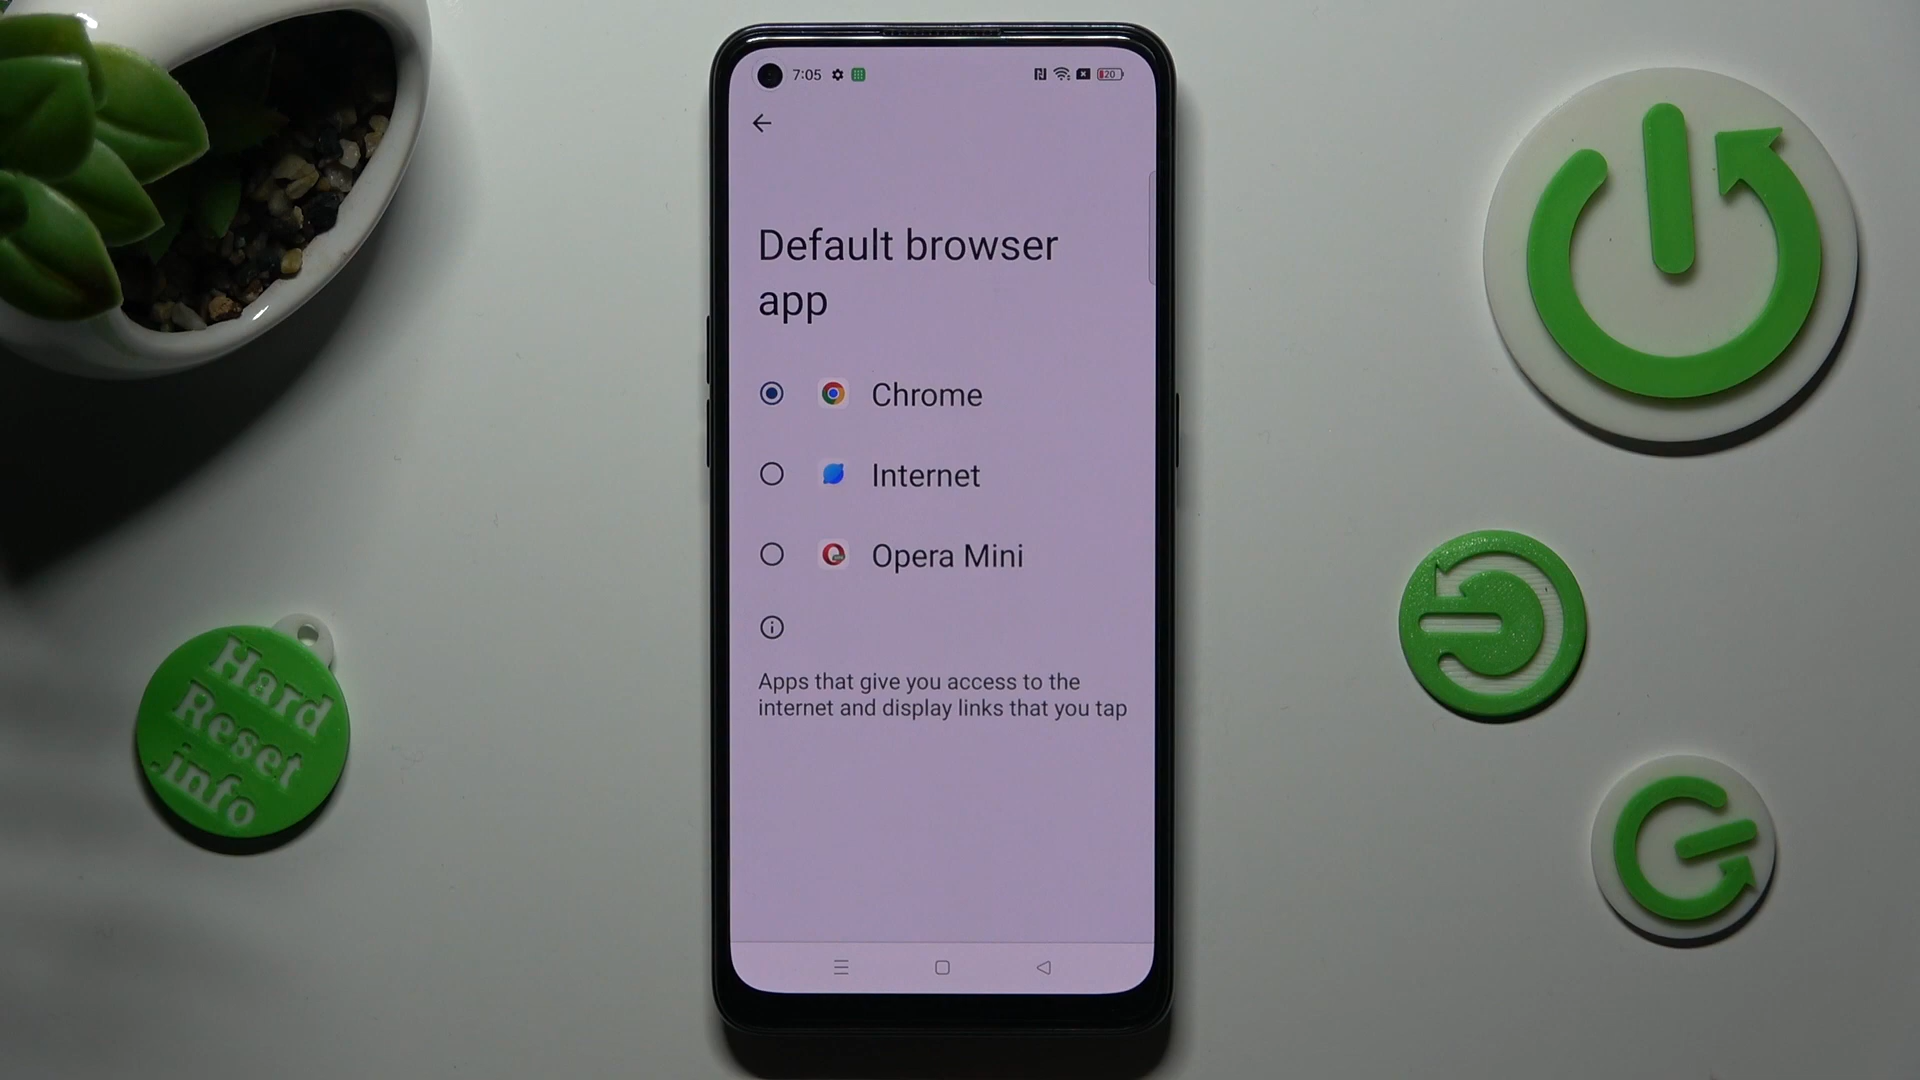 7:05
20
Default browser
app
Chrome
Internet
Opera Mini
Apps that give you access to the
internet and display links that you tap
Hard
Reset
.info